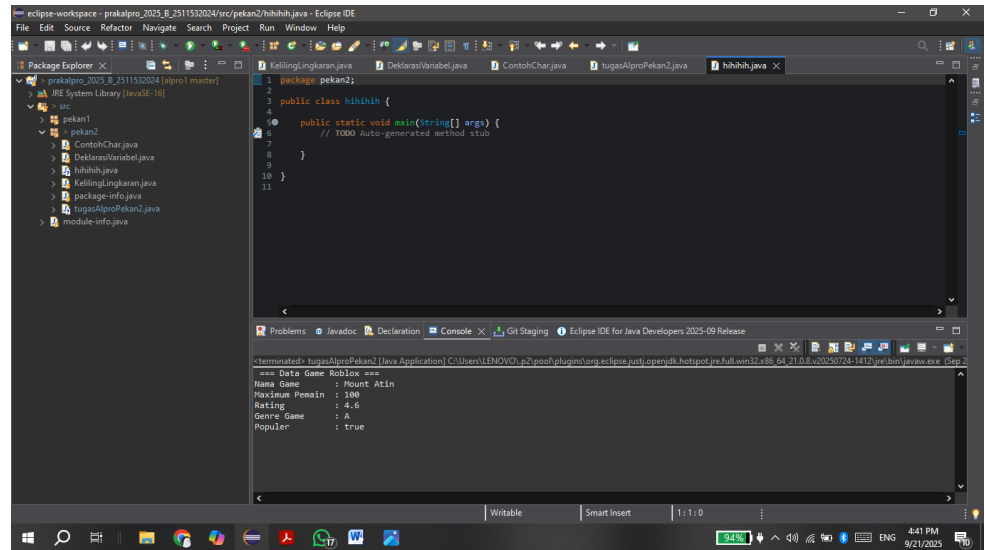 eclipse-workspace - prakalpro_2025_B_2511532024/src/pekan2/hihihih.java - Eclipse IDE
File Edit Source Refactor Navigate Search Project Run Window Help
Package Explorer
KelilingLingkaran.java DeklarasiVariabel.java ContohChar.java tugasAlproPekan2.java hihihih.java
> prakalpro_2025_B_2511532024 [alpro1 master]
JRE System Library [JavaSE-16]
> src
pekan1
> pekan2
ContohChar.java
DeklarasiVariabel.java
hihihih.java
KelilingLingkaran.java
package-info.java
tugasAlproPekan2.java
module-info.java
1 package pekan2;
2
3 public class hihihih {
4
5 public static void main(String[] args) {
6 // TODO Auto-generated method stub
7
8 }
9
10 }
11
Problems Javadoc Declaration Console Git Staging Eclipse IDE for Java Developers 2025-09 Release
<terminated> tugasAlproPekan2 [Java Application] C:\Users\LENOVO\.p2\pool\plugins\org.eclipse.justj.openjdk.hotspot.jre.full.win32.x86_64_21.0.8.v20250724-1412\jre\bin\javaw.exe (Sep 2
=== Data Game Roblox ===
Nama Game : Mount Atin
Maximum Pemain : 100
Rating : 4.6
Genre Game : A
Populer : true
Writable Smart Insert 1 : 1 : 0
17 94% ENG 4:41 PM
9/21/2025 10